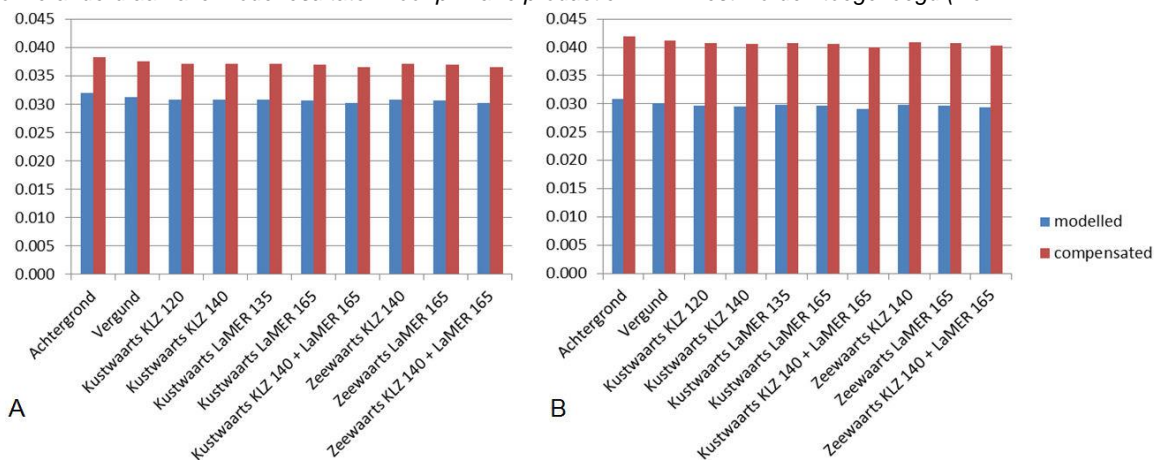 0.045
0.040
0.035
0.030
0.025
0.020
0.015
0.010
0.005
0.000
Achtergrond
Vergund
Kustwaarts KLZ 120
Kustwaarts KLZ 140
Kustwaarts LaMER 135
Kustwaarts LaMER 165
Kustwaarts KLZ 140 + LaMER 165
Zeewaarts KLZ 140
Zeewaarts LaMER 165
Zeewaarts KLZ 140 + LaMER 165
A
0.045
0.040
0.035
0.030
0.025
0.020
0.015
0.010
0.005
0.000
Achtergrond
Vergund
Kustwaarts KLZ 120
Kustwaarts KLZ 140
Kustwaarts LaMER 135
Kustwaarts LaMER 165
Kustwaarts KLZ 140 + LaMER 165
Zeewaarts KLZ 140
Zeewaarts LaMER 165
Zeewaarts KLZ 140 + LaMER 165
B
modelled
compensated